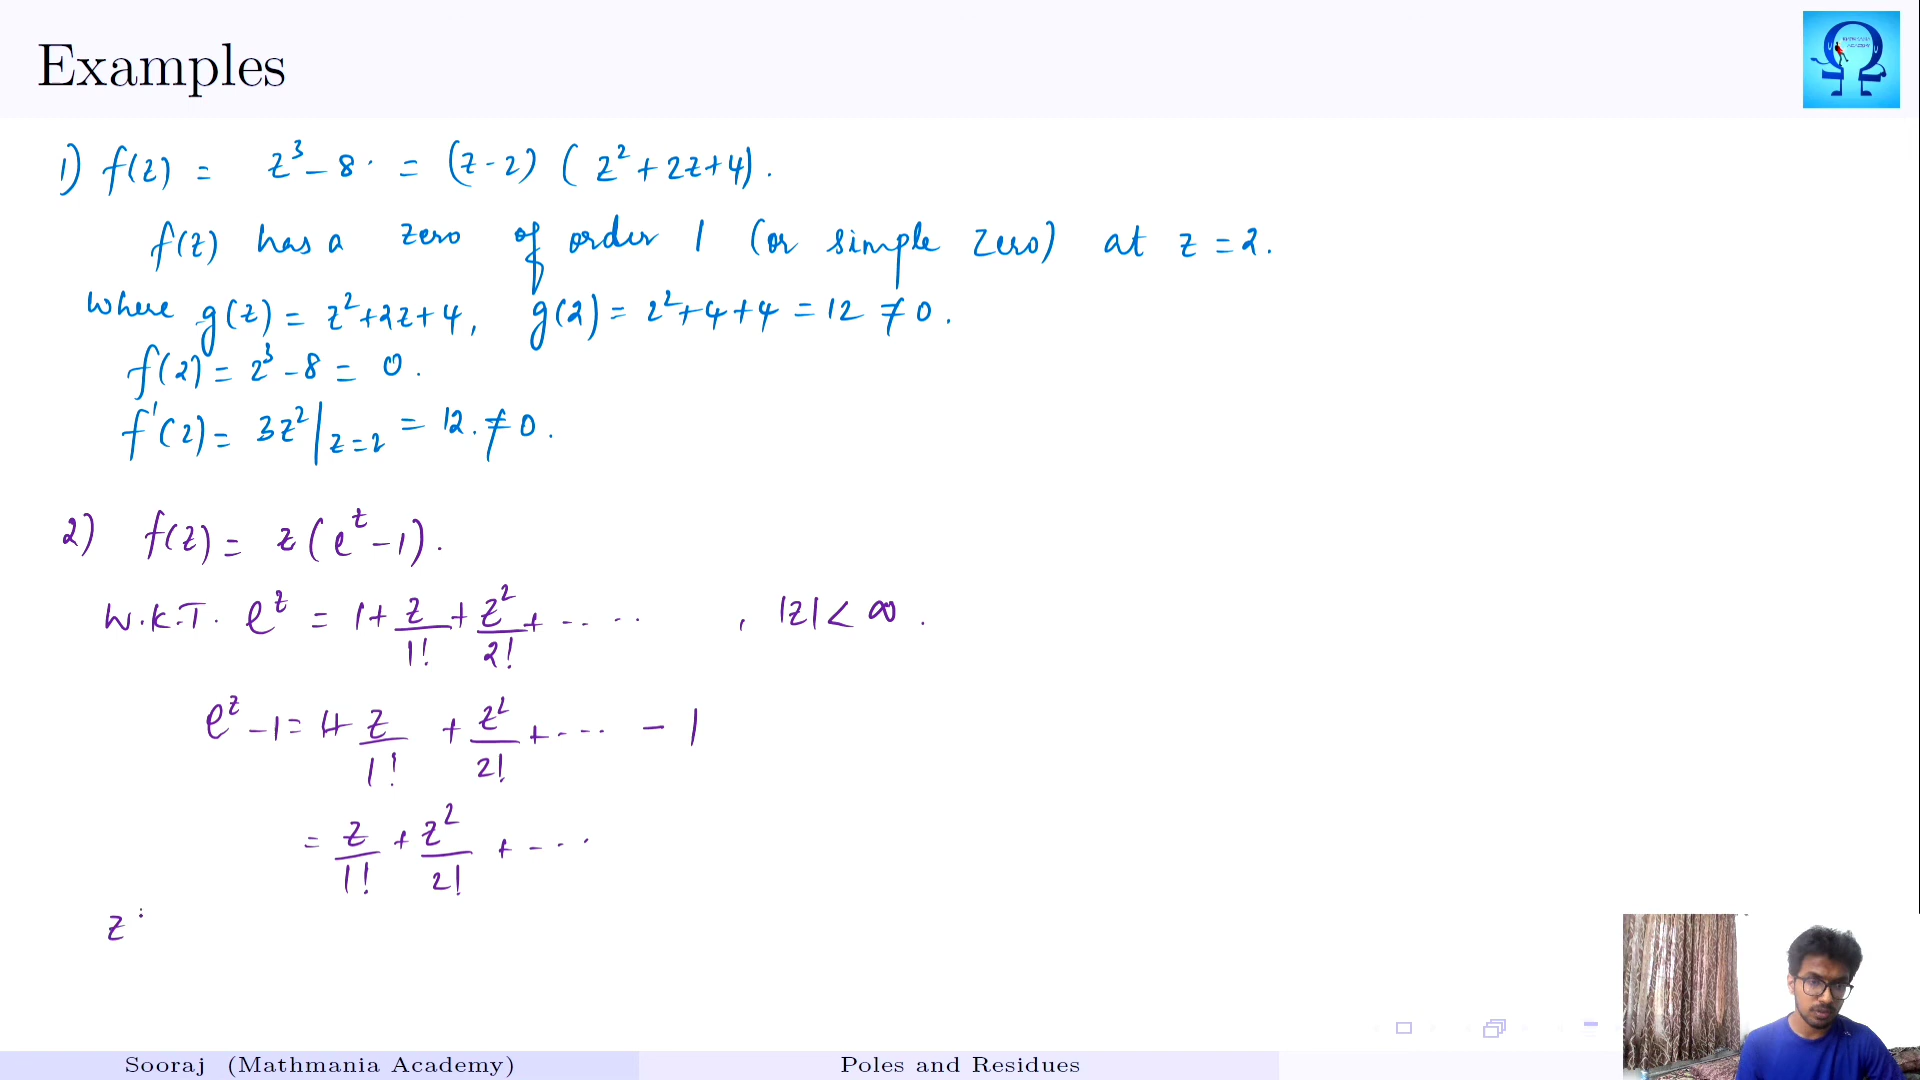 Examples
1) f(z) = z³ - 8 . = (z - 2) ( z² + 2z + 4) .
f(z) has a zero of order 1 (or simple zero) at z = 2 .
where g(z) = z² + 2z + 4 , g(2) = 2² + 4 + 4 = 12 ≠ 0 .
f(2) = 2³ - 8 = 0 .
f'(2) = 3z² |z=2 = 12 . ≠ 0 .
2) f(z) = z ( eᶻ - 1) .
W.K.T. eᶻ = 1 + z/1! + z²/2! + ..... , |z| < ∞ .
eᶻ - 1 = 1 + z/1! + z²/2! + .... - 1
= z/1! + z²/2! + ....
z
Sooraj (Mathmania Academy) Poles and Residues